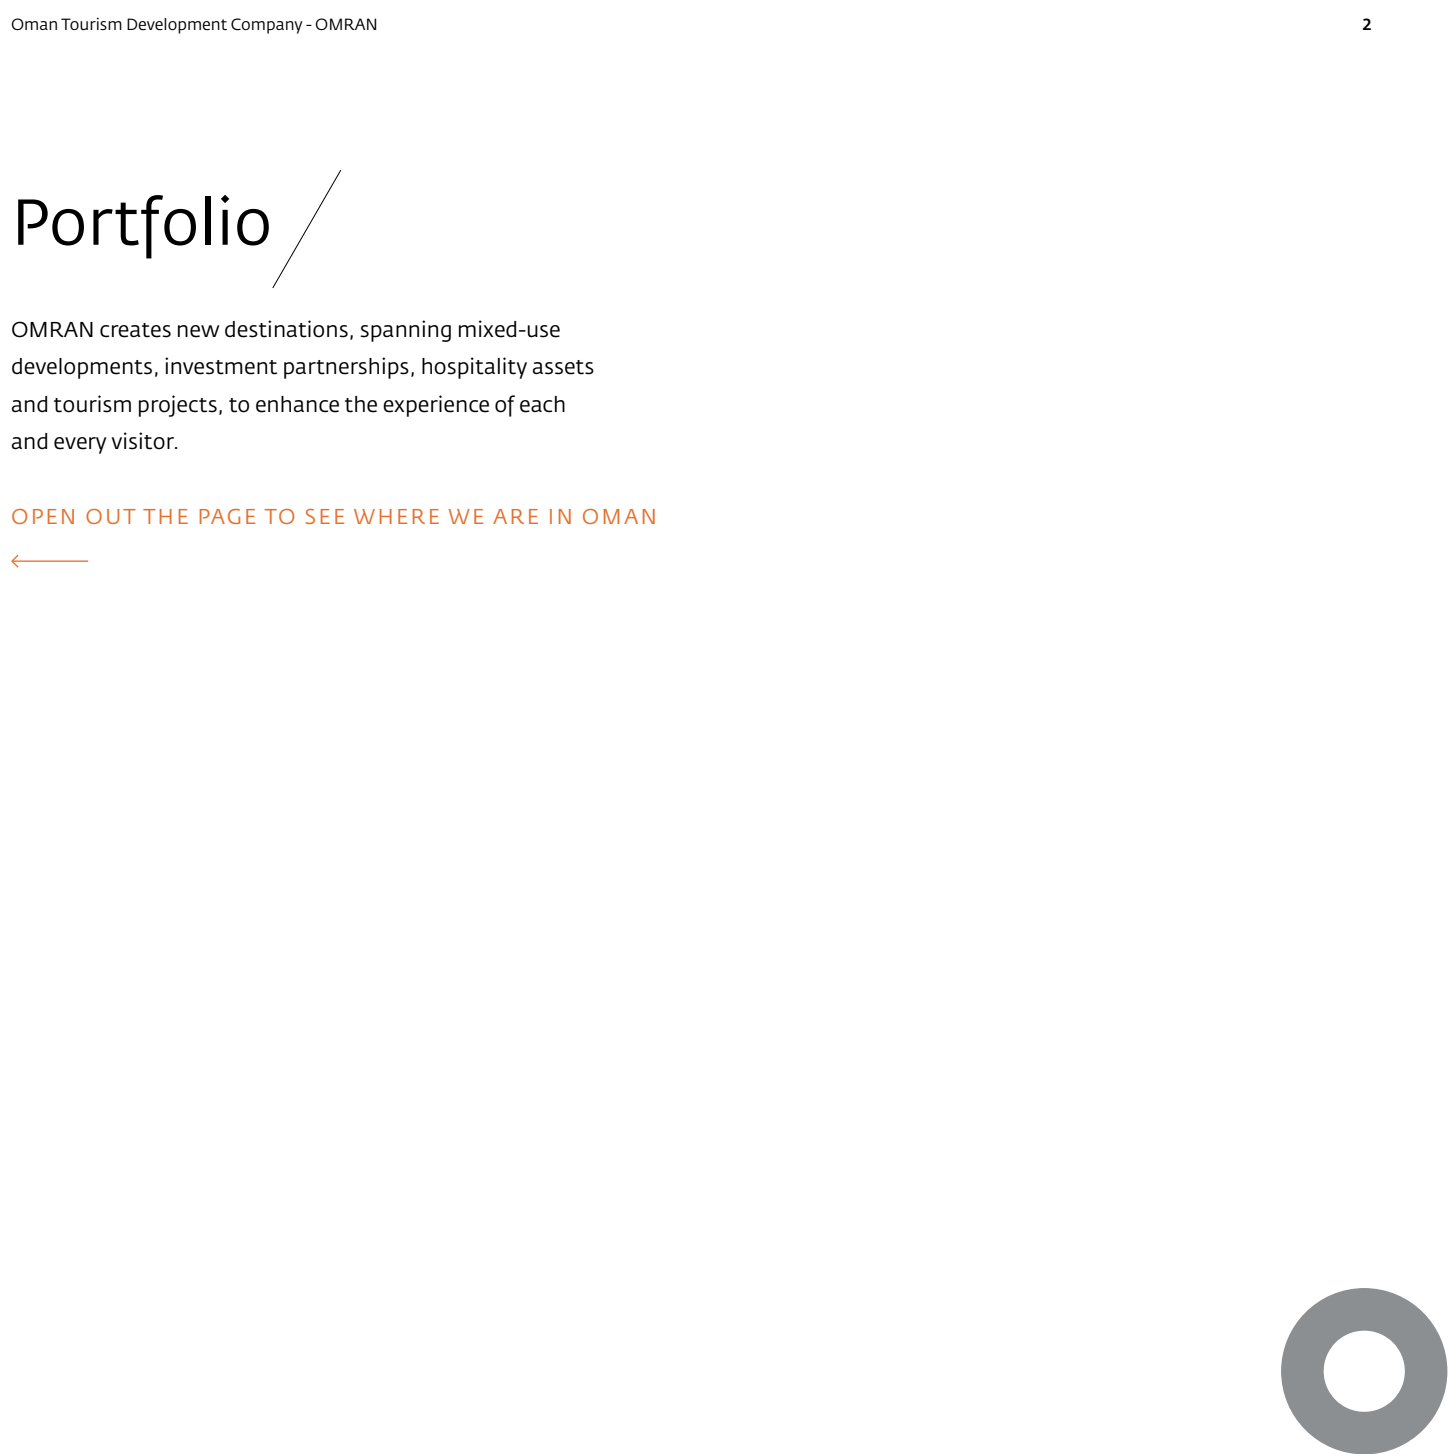 Oman Tourism Development Company - OMRAN
2
Portfolio
OMRAN creates new destinations, spanning mixed-use
developments, investment partnerships, hospitality assets
and tourism projects, to enhance the experience of each
and every visitor.
OPEN OUT THE PAGE TO SEE WHERE WE ARE IN OMAN